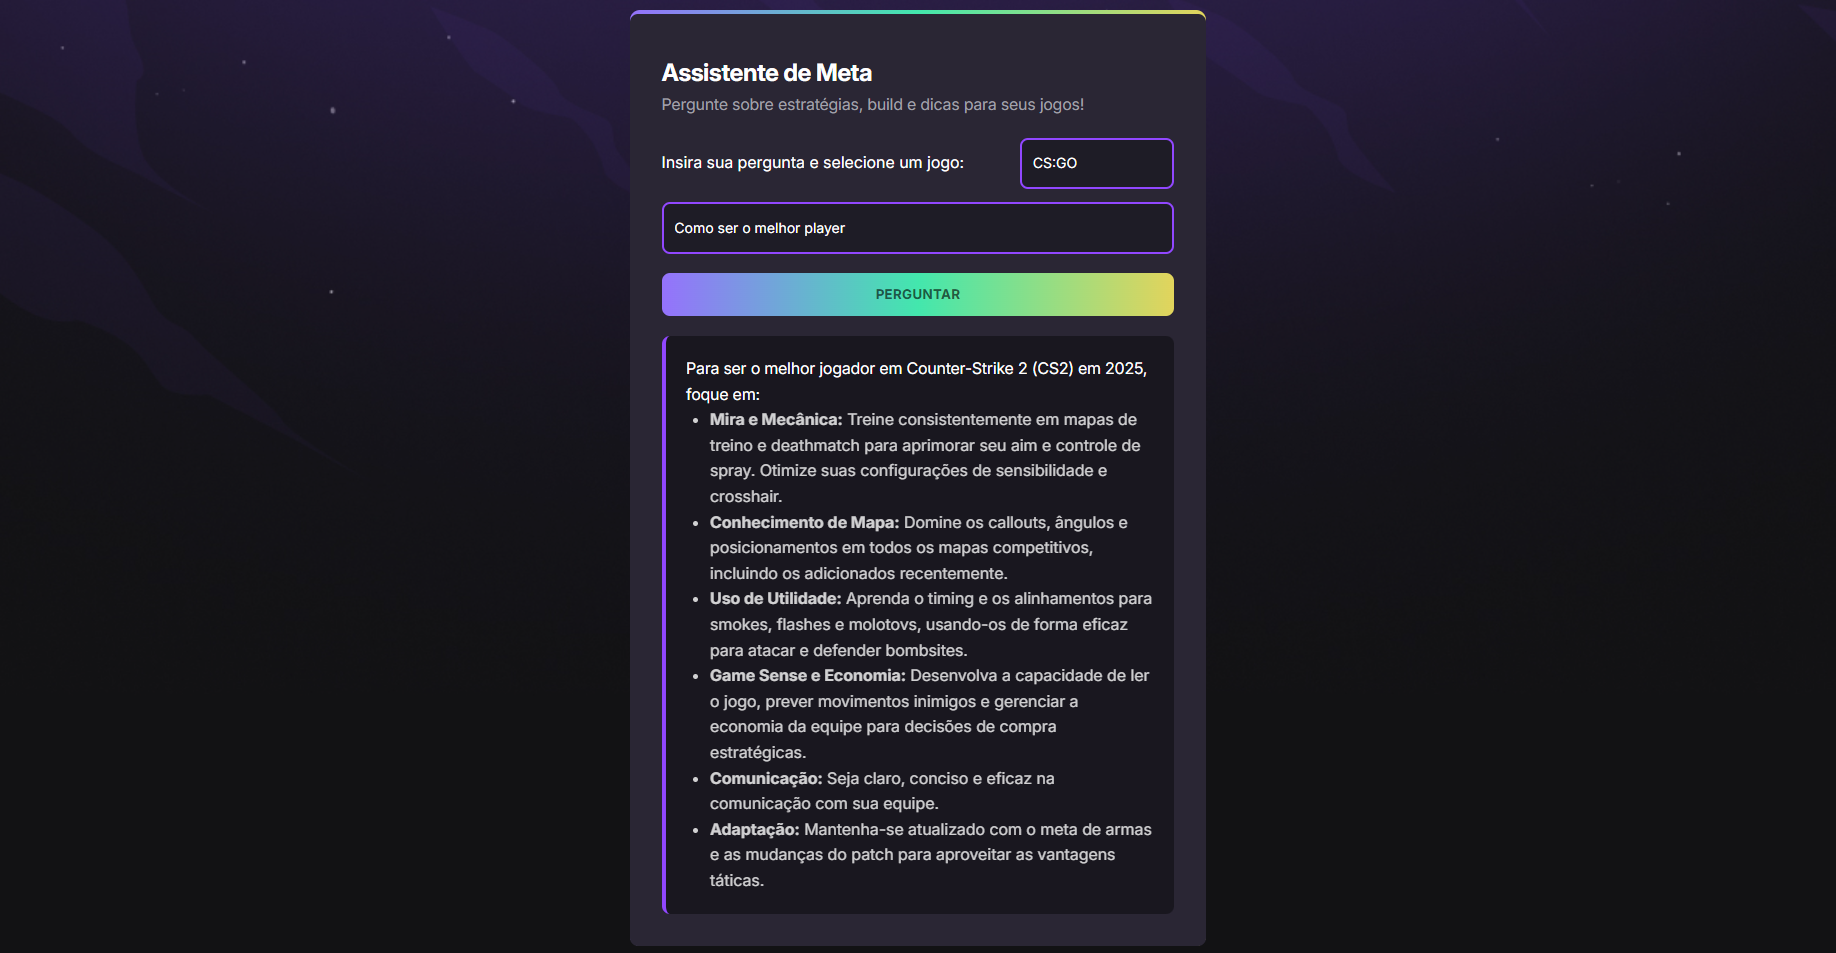 Assistente de Meta
Pergunte sobre estratégias, build e dicas para seus jogos!
Insira sua pergunta e selecione um jogo:
CS:GO
Como ser o melhor player
PERGUNTAR
Para ser o melhor jogador em Counter-Strike 2 (CS2) em 2025,
foque em:
• Mira e Mecânica: Treine consistentemente em mapas de
treino e deathmatch para aprimorar seu aim e controle de
spray. Otimize suas configurações de sensibilidade e
crosshair.
• Conhecimento de Mapa: Domine os callouts, ângulos e
posicionamentos em todos os mapas competitivos,
incluindo os adicionados recentemente.
• Uso de Utilidade: Aprenda o timing e os alinhamentos para
smokes, flashes e molotovs, usando-os de forma eficaz
para atacar e defender bombsites.
• Game Sense e Economia: Desenvolva a capacidade de ler
o jogo, prever movimentos inimigos e gerenciar a
economia da equipe para decisões de compra
estratégicas.
• Comunicação: Seja claro, conciso e eficaz na
comunicação com sua equipe.
• Adaptação: Mantenha-se atualizado com o meta de armas
e as mudanças do patch para aproveitar as vantagens
táticas.